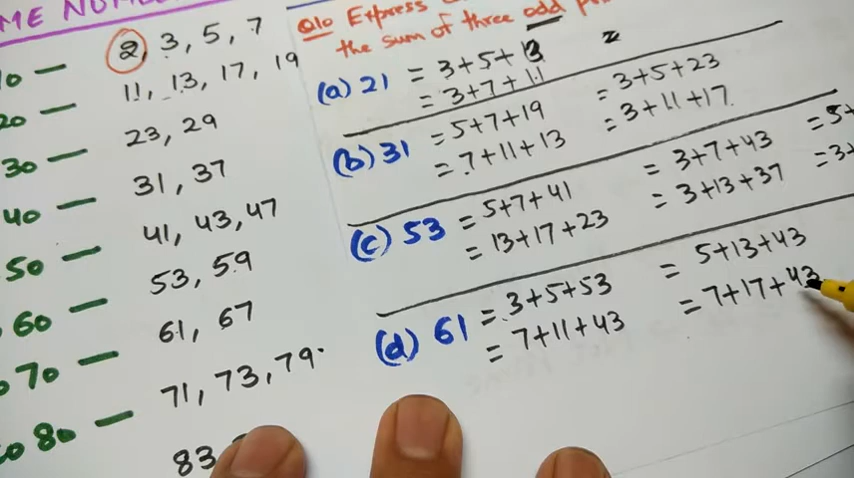 ME NUM
10 — 2, 3, 5, 7
20 — 11, 13, 17, 19
30 — 23, 29
40 — 31, 37
50 — 41, 43, 47
60 — 53, 59
70 — 61, 67
80 — 71, 73, 79.
83
Q10 Express
the sum of three odd
(a) 21 = 3+5+13
= 3+7+11
(b) 31 = 5+7+19 = 3+5+23
= 7+11+13 = 3+11+17
(c) 53 = 5+7+41 = 3+7+43 = 5+
= 13+17+23 = 3+13+37 = 3+
(d) 61 = 3+5+53 = 5+13+43
= 7+11+43 = 7+17+43